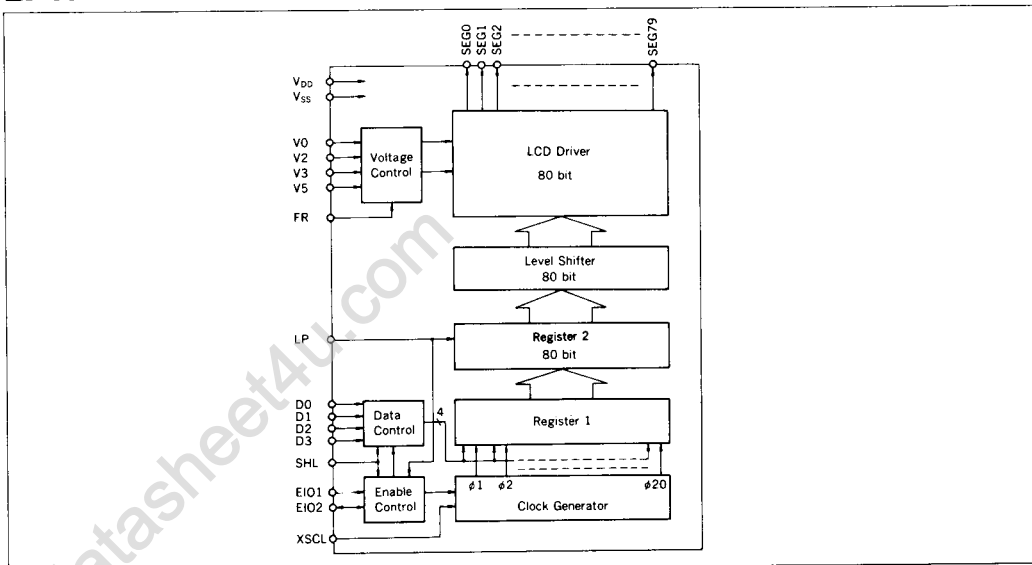 SEG0 SEG1 SEG2 SEG79
VDD
VSS
V0
V2
V3
V5
FR
Voltage
Control
LCD Driver
80 bit
Level Shifter
80 bit
LP
Register 2
80 bit
D0
D1
D2
D3
Data
Control
4
Register 1
SHL
EIO1
EIO2
Enable
Control
φ1 φ2 φ20
Clock Generator
XSCL
datasheet4u.com